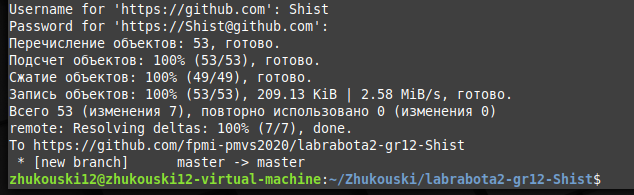 Username for 'https://github.com': Shist
Password for 'https://Shist@github.com':
Перечисление объектов: 53, готово.
Подсчет объектов: 100% (53/53), готово.
Сжатие объектов: 100% (49/49), готово.
Запись объектов: 100% (53/53), 209.13 KiB | 2.58 MiB/s, готово.
Всего 53 (изменения 7), повторно использовано 0 (изменения 0)
remote: Resolving deltas: 100% (7/7), done.
To https://github.com/fpmi-pmvs2020/labrabota2-gr12-Shist
 * [new branch]      master -> master
zhukouski12@zhukouski12-virtual-machine:~/Zhukouski/labrabota2-gr12-Shist$